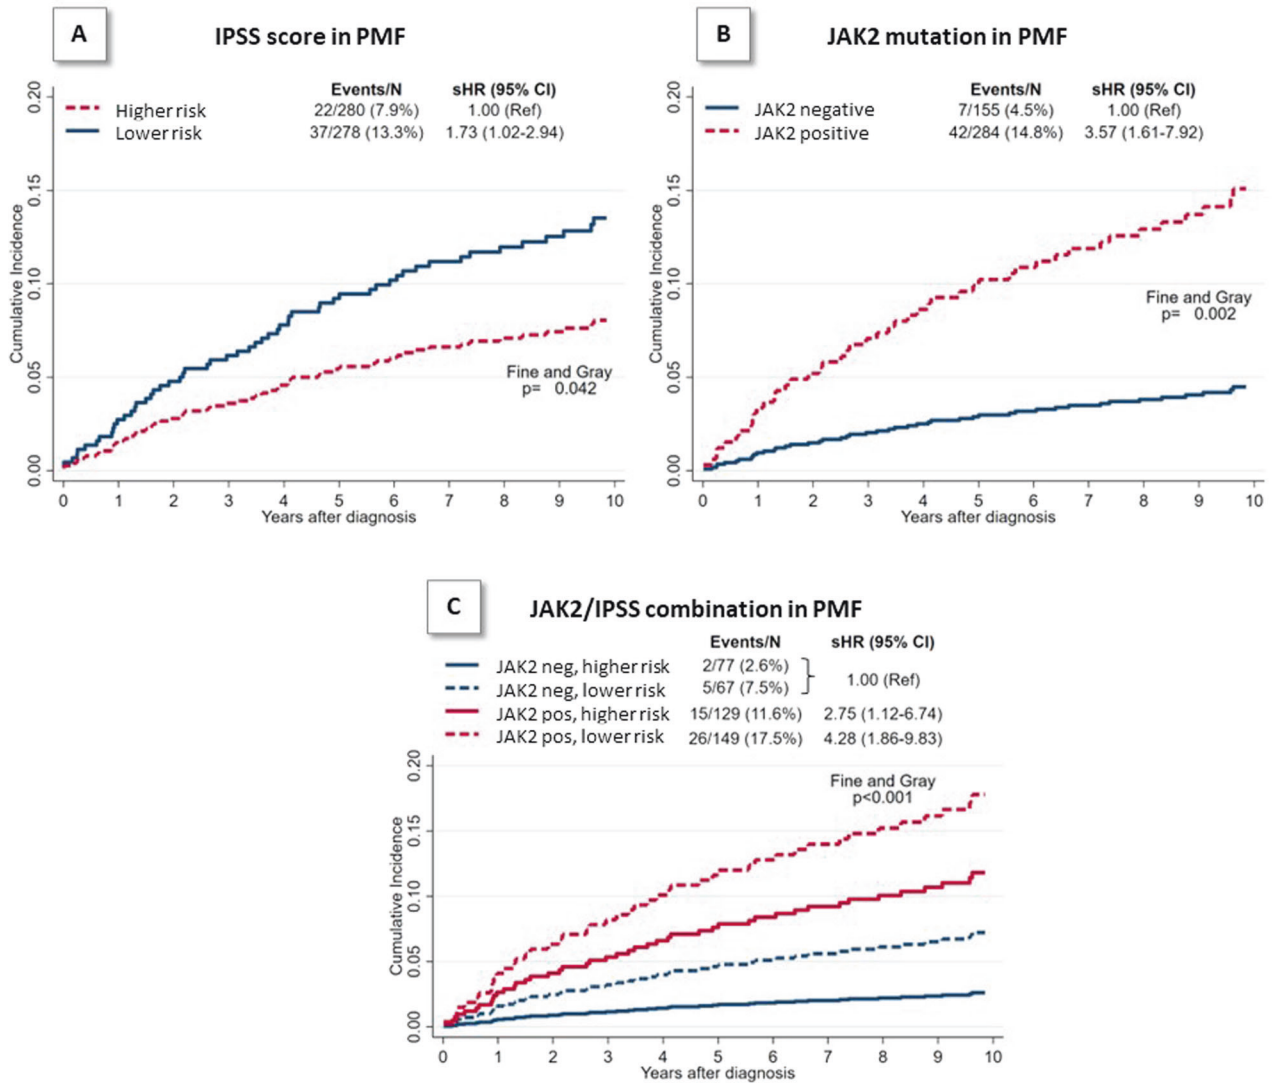 A
IPSS score in PMF
Events/N sHR (95% CI)
Higher risk 22/280 (7.9%) 1.00 (Ref)
Lower risk 37/278 (13.3%) 1.73 (1.02-2.94)
Cumulative Incidence
0.20
0.15
0.10
0.05
0.00
Fine and Gray
p= 0.042
0 1 2 3 4 5 6 7 8 9 10
Years after diagnosis
B
JAK2 mutation in PMF
Events/N sHR (95% CI)
JAK2 negative 7/155 (4.5%) 1.00 (Ref)
JAK2 positive 42/284 (14.8%) 3.57 (1.61-7.92)
Cumulative Incidence
0.20
0.15
0.10
0.05
0.00
Fine and Gray
p= 0.002
0 1 2 3 4 5 6 7 8 9 10
Years after diagnosis
C
JAK2/IPSS combination in PMF
Events/N sHR (95% CI)
JAK2 neg, higher risk 2/77 (2.6%)
JAK2 neg, lower risk 5/67 (7.5%)
1.00 (Ref)
JAK2 pos, higher risk 15/129 (11.6%) 2.75 (1.12-6.74)
JAK2 pos, lower risk 26/149 (17.5%) 4.28 (1.86-9.83)
Cumulative Incidence
0.20
0.15
0.10
0.05
0.00
Fine and Gray
p<0.001
0 1 2 3 4 5 6 7 8 9 10
Years after diagnosis